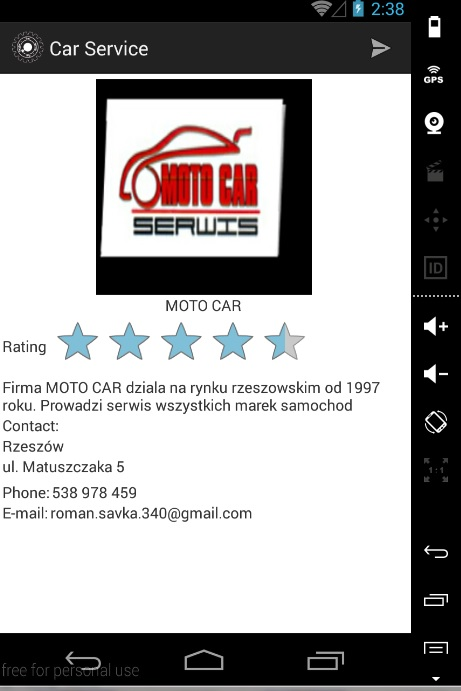 2:38
Car Service
GPS
MOTO CAR
SERWIS
ID
MOTO CAR
Rating
Firma MOTO CAR dziala na rynku rzeszowskim od 1997
roku. Prowadzi serwis wszystkich marek samochod
Contact:
Rzeszów
ul. Matuszczaka 5
Phone: 538 978 459
E-mail: roman.savka.340@gmail.com
1:1
free for personal use